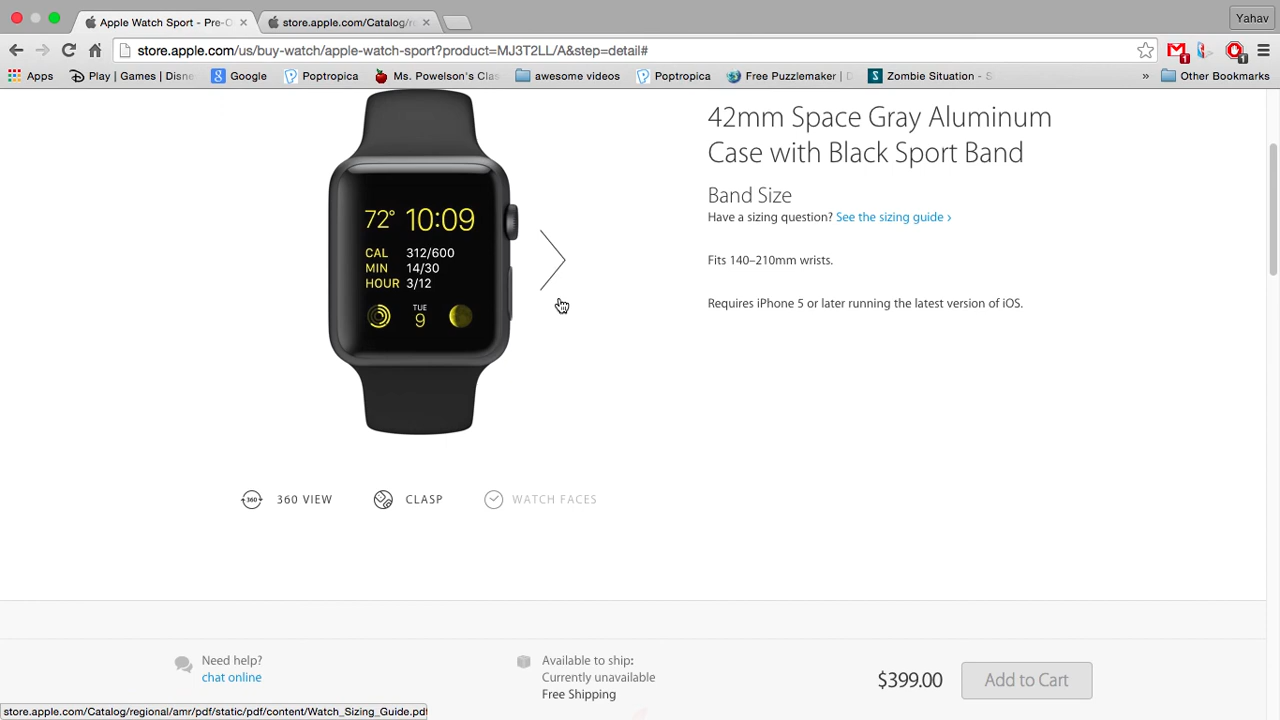 Apple Watch Sport - Pre-O
store.apple.com/Catalog/re
Yahav
store.apple.com/us/buy-watch/apple-watch-sport?product=MJ3T2LL/A&step=detail#
1
1
Apps
Play | Games | Disne
Google
Poptropica
Ms. Powelson's Clas
awesome videos
Poptropica
Free Puzzlemaker | D
Zombie Situation - S
»
Other Bookmarks
42mm Space Gray Aluminum
Case with Black Sport Band
Band Size
Have a sizing question? See the sizing guide ›
Fits 140–210mm wrists.
Requires iPhone 5 or later running the latest version of iOS.
72° 10:09
CAL 312/600
MIN 14/30
HOUR 3/12
TUE
9
360 VIEW
CLASP
WATCH FACES
Need help?
chat online
Available to ship:
Currently unavailable
Free Shipping
$399.00
Add to Cart
store.apple.com/Catalog/regional/amr/pdf/static/pdf/content/Watch_Sizing_Guide.pdf